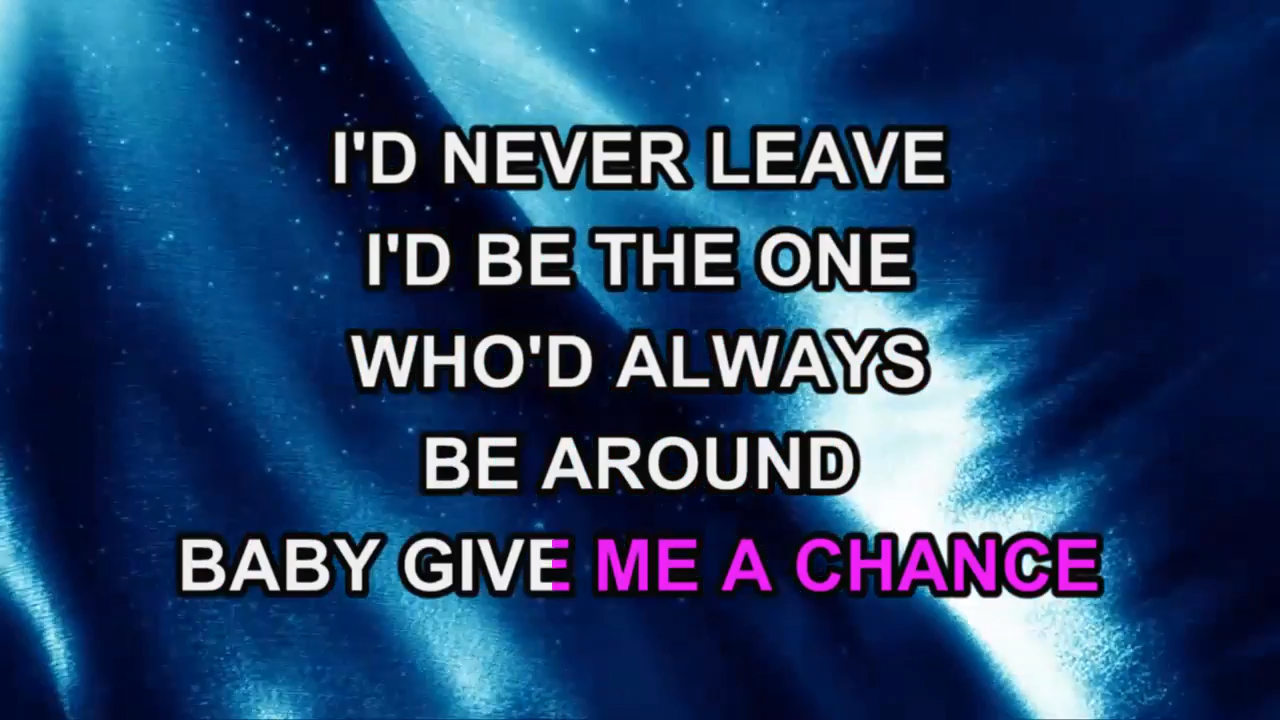 I'D NEVER LEAVE
I'D BE THE ONE
WHO'D ALWAYS
BE AROUND
BABY GIVE ME A CHANCE